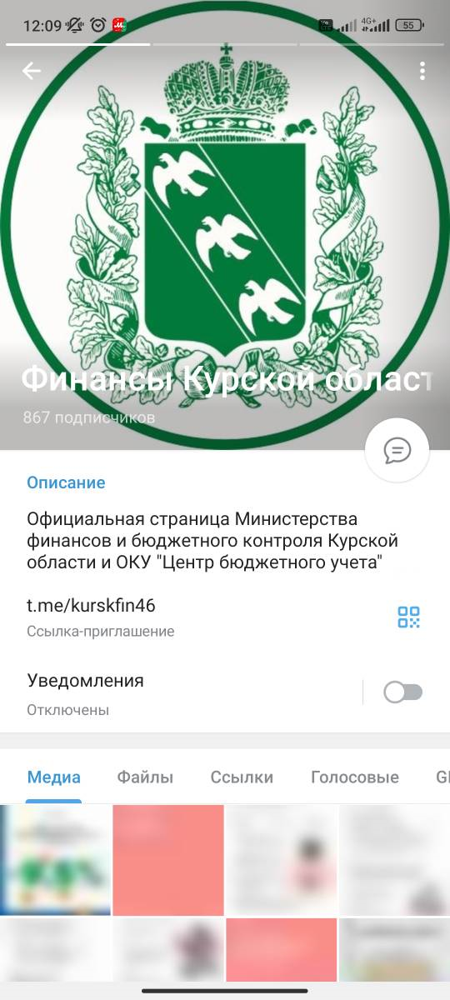 12:09
4G+
55
Финансы Курской област
867 подписчиков
Описание
Официальная страница Министерства
финансов и бюджетного контроля Курской
области и ОКУ "Центр бюджетного учета"
t.me/kurskfin46
Ссылка-приглашение
Уведомления
Отключены
Медиа Файлы Ссылки Голосовые